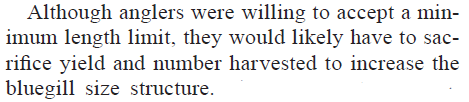 Although anglers were willing to accept a min-
imum length limit, they would likely have to sac-
rifice yield and number harvested to increase the
bluegill size structure.